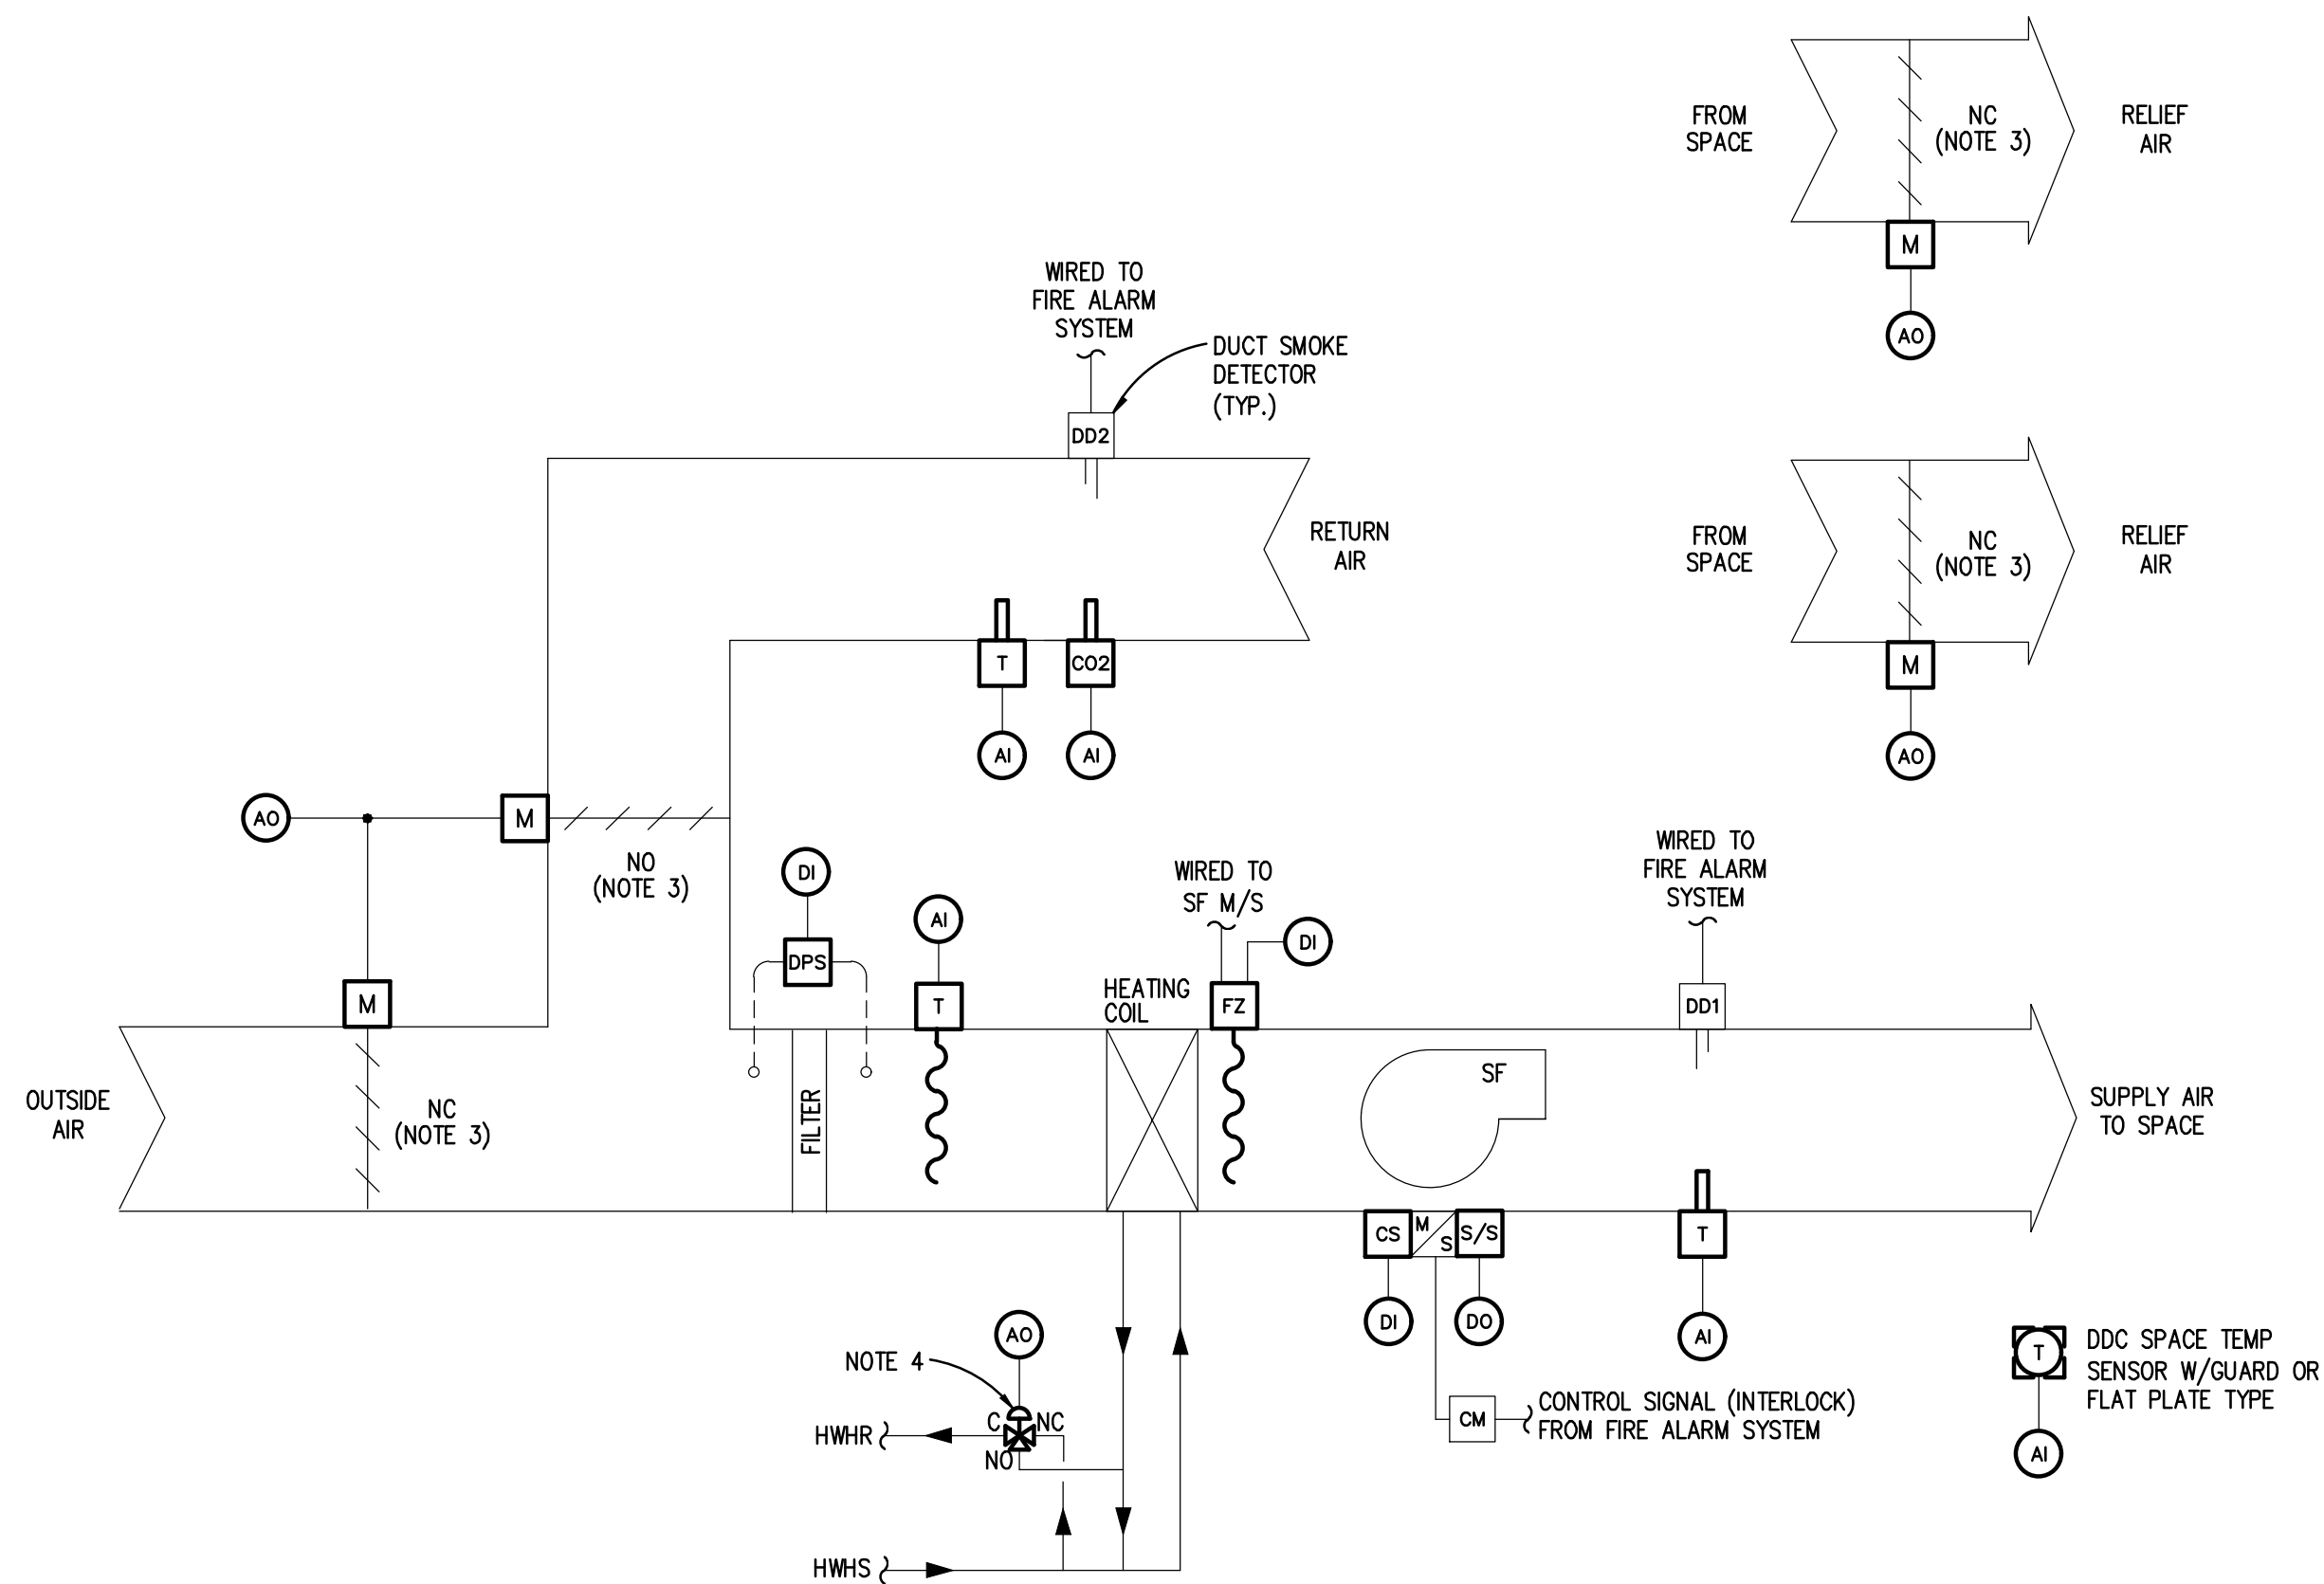 FROM
SPACE
NC
(NOTE 3)
RELIEF
AIR
M
AO
WIRED TO
FIRE ALARM
SYSTEM
DUCT SMOKE
DETECTOR
(TYP.)
DD2
RETURN
AIR
T
CO2
AI
AI
FROM
SPACE
NC
(NOTE 3)
RELIEF
AIR
M
AO
AO
M
NO
(NOTE 3)
M
OUTSIDE
AIR
NC
(NOTE 3)
DI
DPS
FILTER
AI
T
HEATING
COIL
WIRED TO
SF M/S
FZ
DI
SF
WIRED TO
FIRE ALARM
SYSTEM
DD1
SUPPLY AIR
TO SPACE
CS
M
S
S/S
DI
DO
T
AI
CM
CONTROL SIGNAL (INTERLOCK)
FROM FIRE ALARM SYSTEM
AO
NOTE 4
C
NC
NO
HWHR
HWHS
T
DDC SPACE TEMP
SENSOR W/GUARD OR
FLAT PLATE TYPE
AI